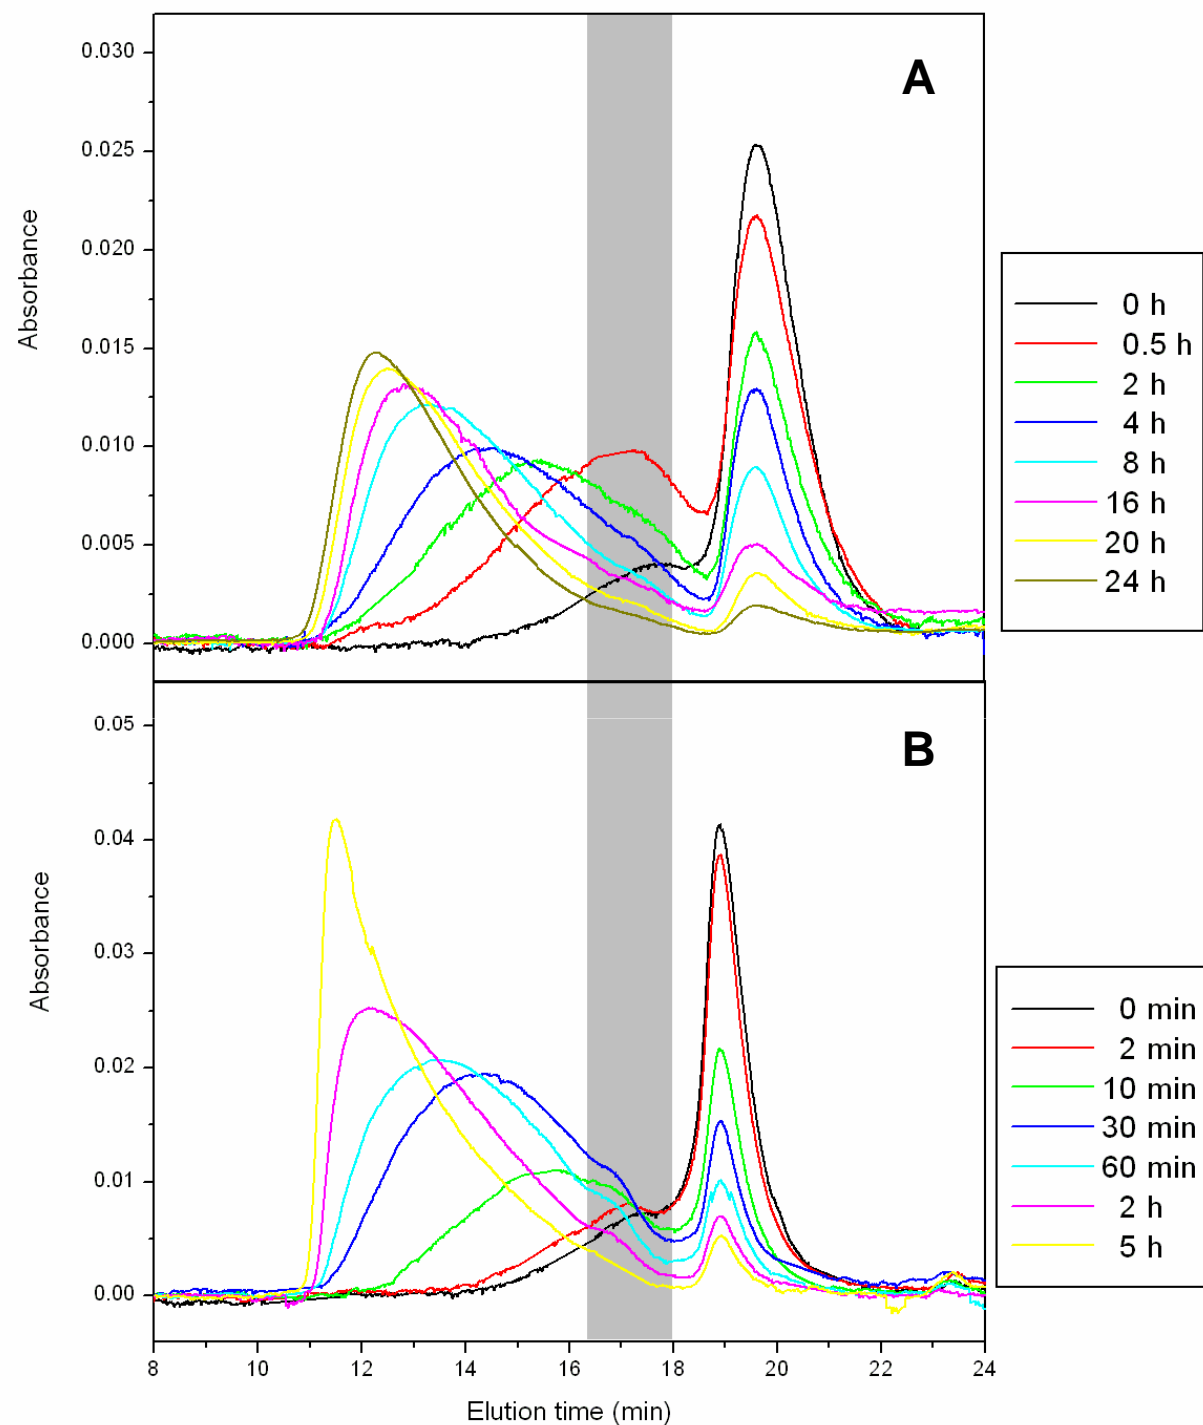 A
0.030
0.025
0.020
0.015
0.010
0.005
0.000
Absorbance
0 h
0.5 h
2 h
4 h
8 h
16 h
20 h
24 h
B
0.05
0.04
0.03
0.02
0.01
0.00
Absorbance
0 min
2 min
10 min
30 min
60 min
2 h
5 h
8 10 12 14 16 18 20 22 24
Elution time (min)